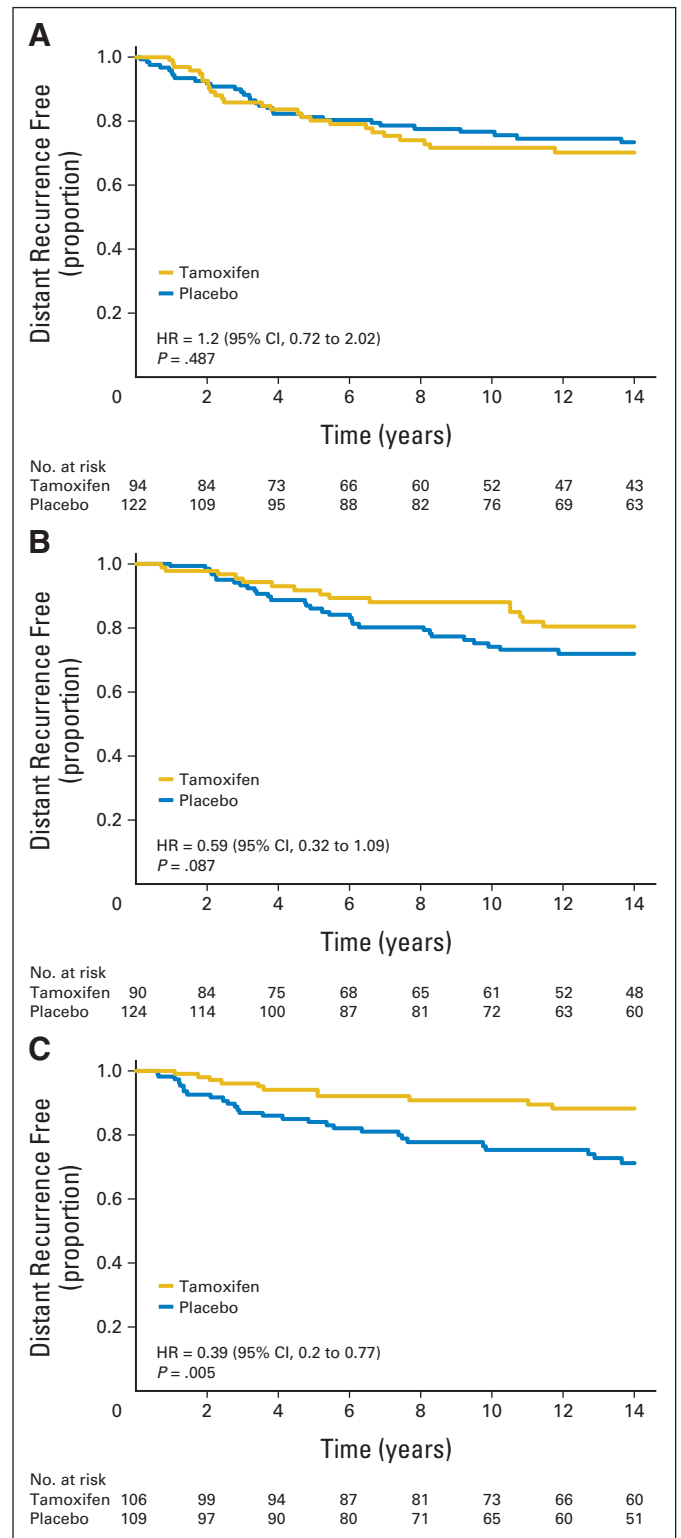 A
Distant Recurrence Free
(proportion)
1.0
0.8
0.6
0.4
0.2
Tamoxifen
Placebo
HR = 1.2 (95% CI, 0.72 to 2.02)
P = .487
0 2 4 6 8 10 12 14
Time (years)
No. at risk
Tamoxifen 94 84 73 66 60 52 47 43
Placebo 122 109 95 88 82 76 69 63
B
Distant Recurrence Free
(proportion)
1.0
0.8
0.6
0.4
0.2
Tamoxifen
Placebo
HR = 0.59 (95% CI, 0.32 to 1.09)
P = .087
0 2 4 6 8 10 12 14
Time (years)
No. at risk
Tamoxifen 90 84 75 68 65 61 52 48
Placebo 124 114 100 87 81 72 63 60
C
Distant Recurrence Free
(proportion)
1.0
0.8
0.6
0.4
0.2
Tamoxifen
Placebo
HR = 0.39 (95% CI, 0.2 to 0.77)
P = .005
0 2 4 6 8 10 12 14
Time (years)
No. at risk
Tamoxifen 106 99 94 87 81 73 66 60
Placebo 109 97 90 80 71 65 60 51